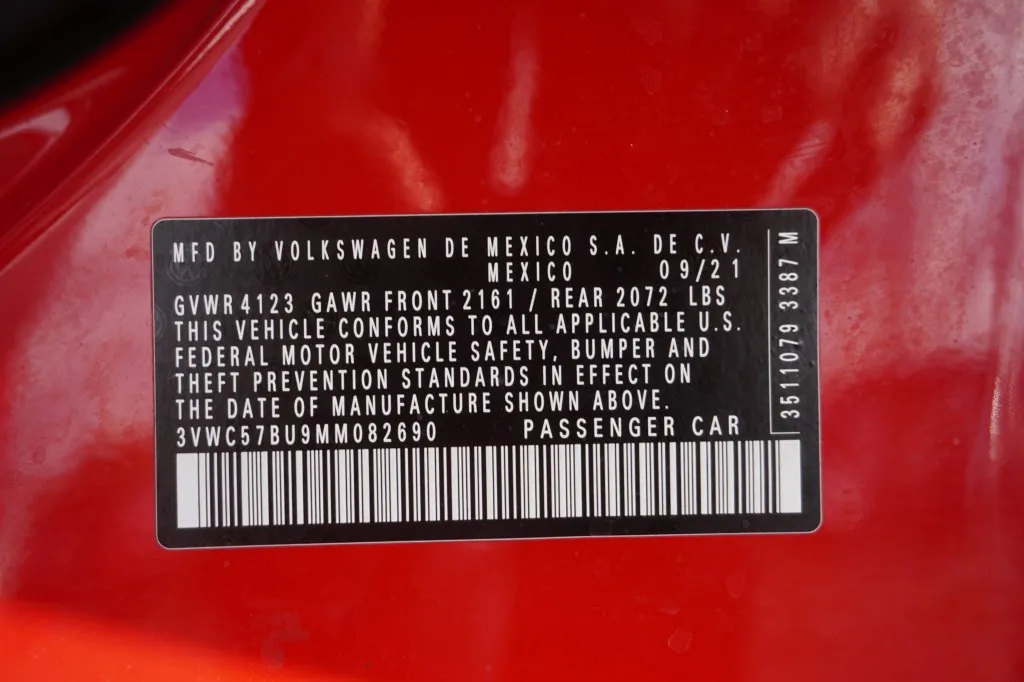 MFD BY VOLKSWAGEN DE MEXICO S.A. DE C.V.
MEXICO 09/21
GVWR 4123 GAWR FRONT 2161 / REAR 2072 LBS
THIS VEHICLE CONFORMS TO ALL APPLICABLE U.S.
FEDERAL MOTOR VEHICLE SAFETY, BUMPER AND
THEFT PREVENTION STANDARDS IN EFFECT ON
THE DATE OF MANUFACTURE SHOWN ABOVE.
3VWC57BU9MM082690 PASSENGER CAR
3511079 3387 M